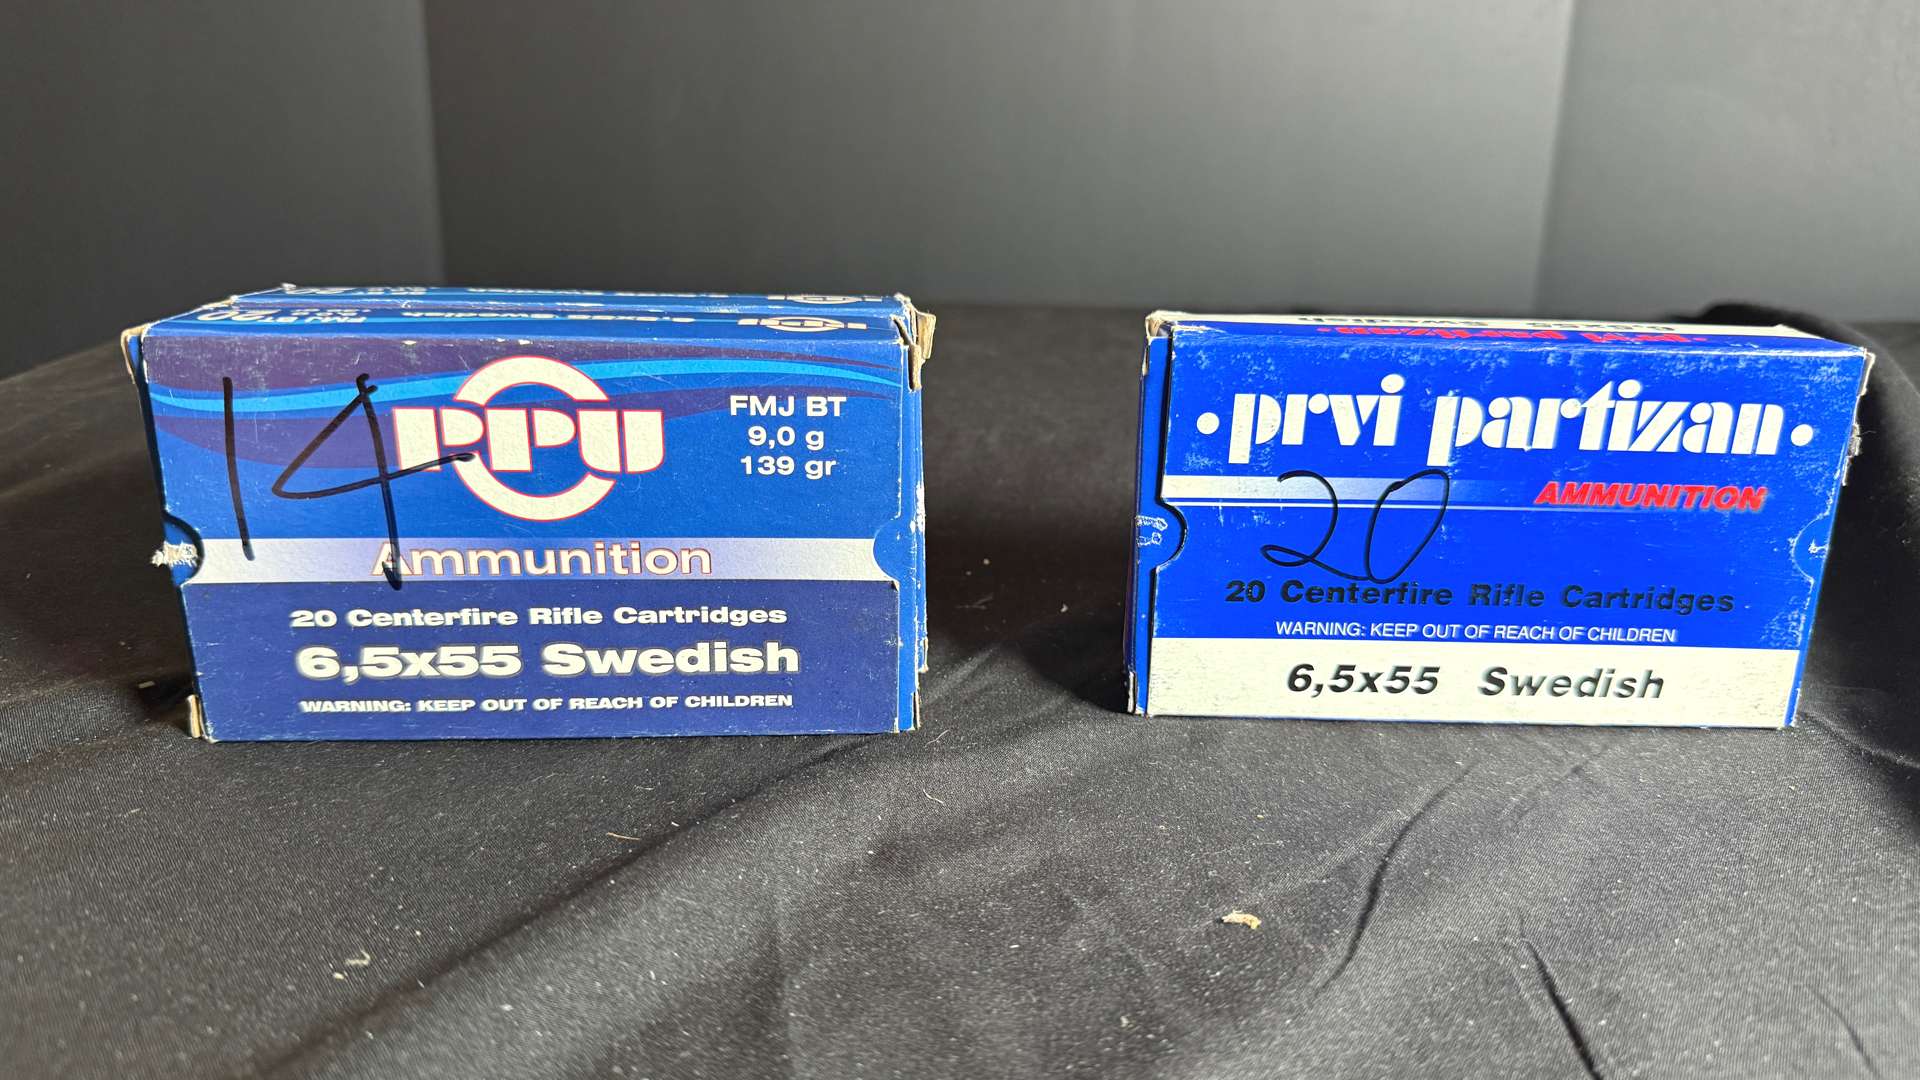 14
PPU
FMJ BT
9,0 g
139 gr
Ammunition
20 Centerfire Rifle Cartridges
6,5x55 Swedish
WARNING: KEEP OUT OF REACH OF CHILDREN
• prvi partizan •
AMMUNITION
20
20 Centerfire Rifle Cartridges
WARNING: KEEP OUT OF REACH OF CHILDREN
6,5x55 Swedish